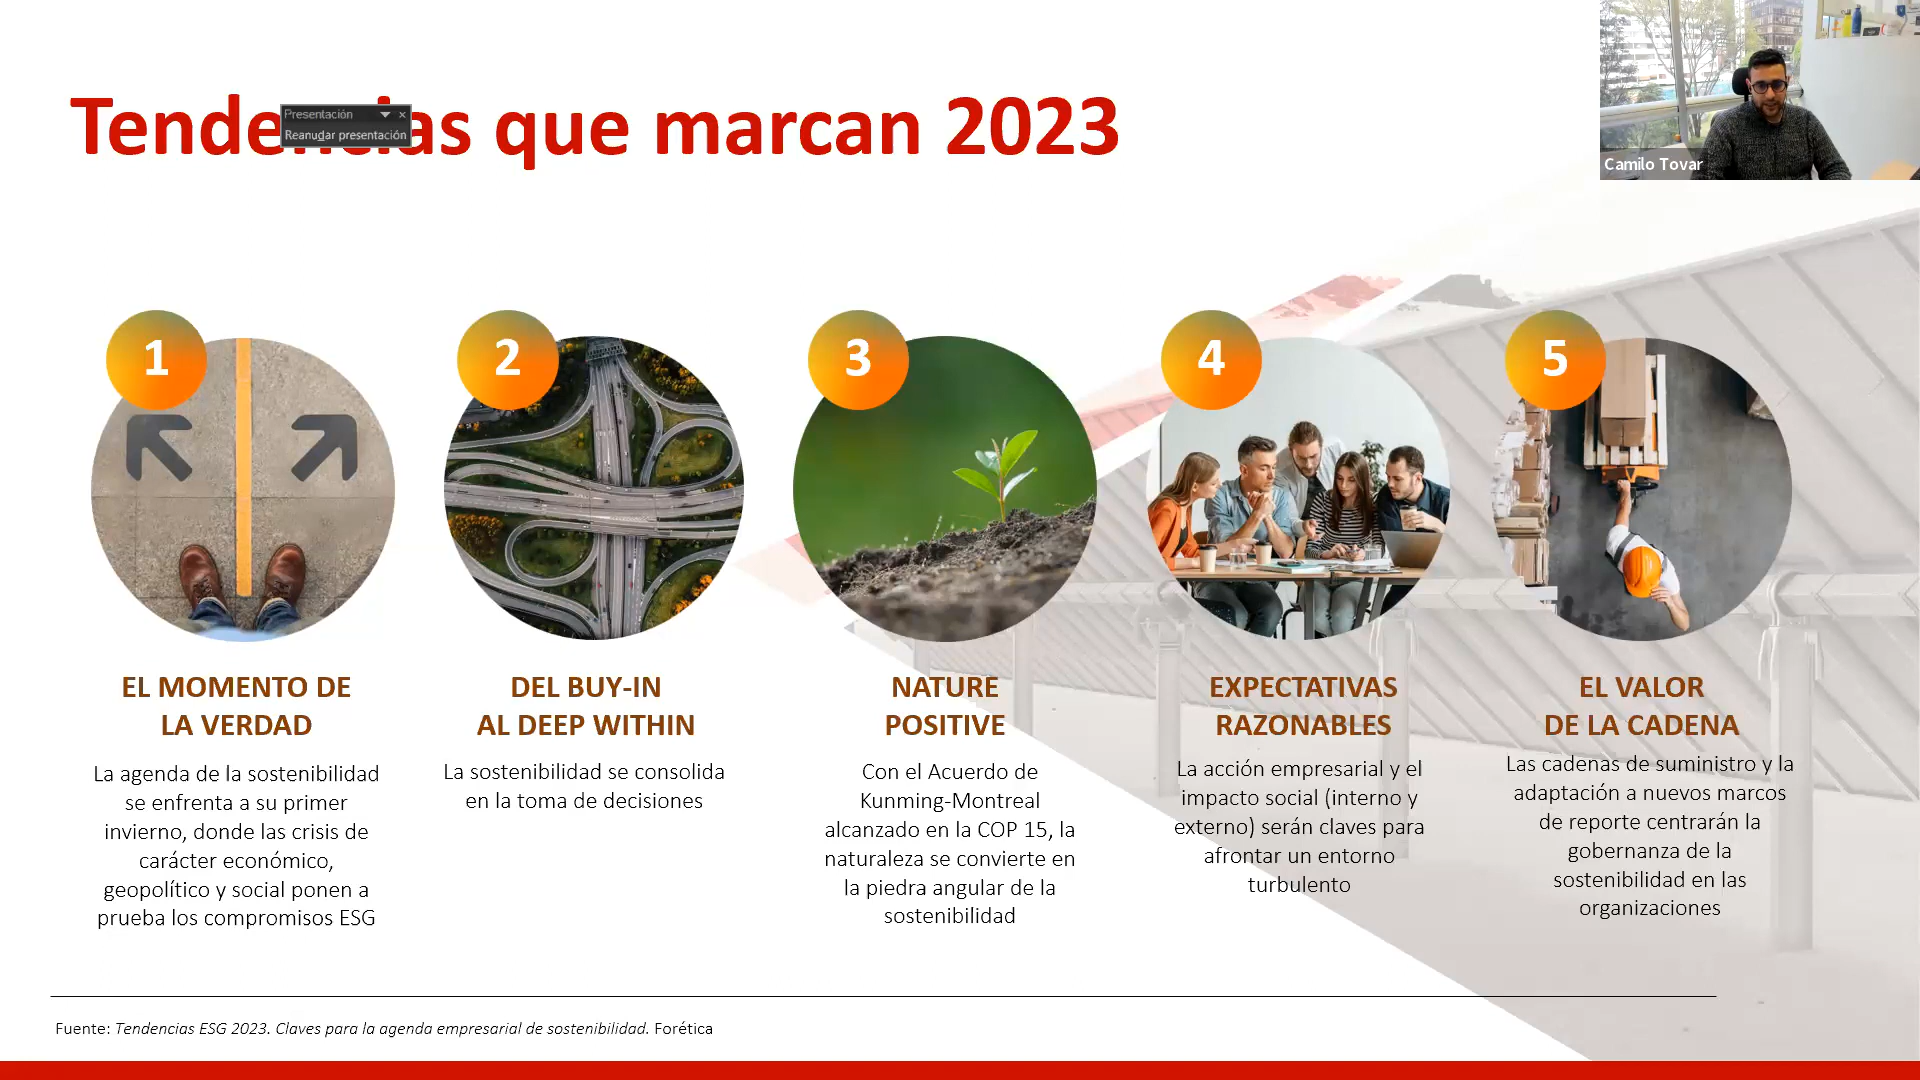 Tendencias que marcan 2023
Presentación
Reanudar presentación
Camilo Tovar
1
2
3
4
5
EL MOMENTO DE
LA VERDAD
La agenda de la sostenibilidad
se enfrenta a su primer
invierno, donde las crisis de
carácter económico,
geopolítico y social ponen a
prueba los compromisos ESG
DEL BUY-IN
AL DEEP WITHIN
La sostenibilidad se consolida
en la toma de decisiones
NATURE
POSITIVE
Con el Acuerdo de
Kunming-Montreal
alcanzado en la COP 15, la
naturaleza se convierte en
la piedra angular de la
sostenibilidad
EXPECTATIVAS
RAZONABLES
La acción empresarial y el
impacto social (interno y
externo) serán claves para
afrontar un entorno
turbulento
EL VALOR
DE LA CADENA
Las cadenas de suministro y la
adaptación a nuevos marcos
de reporte centrarán la
gobernanza de la
sostenibilidad en las
organizaciones
Fuente: Tendencias ESG 2023. Claves para la agenda empresarial de sostenibilidad. Forética